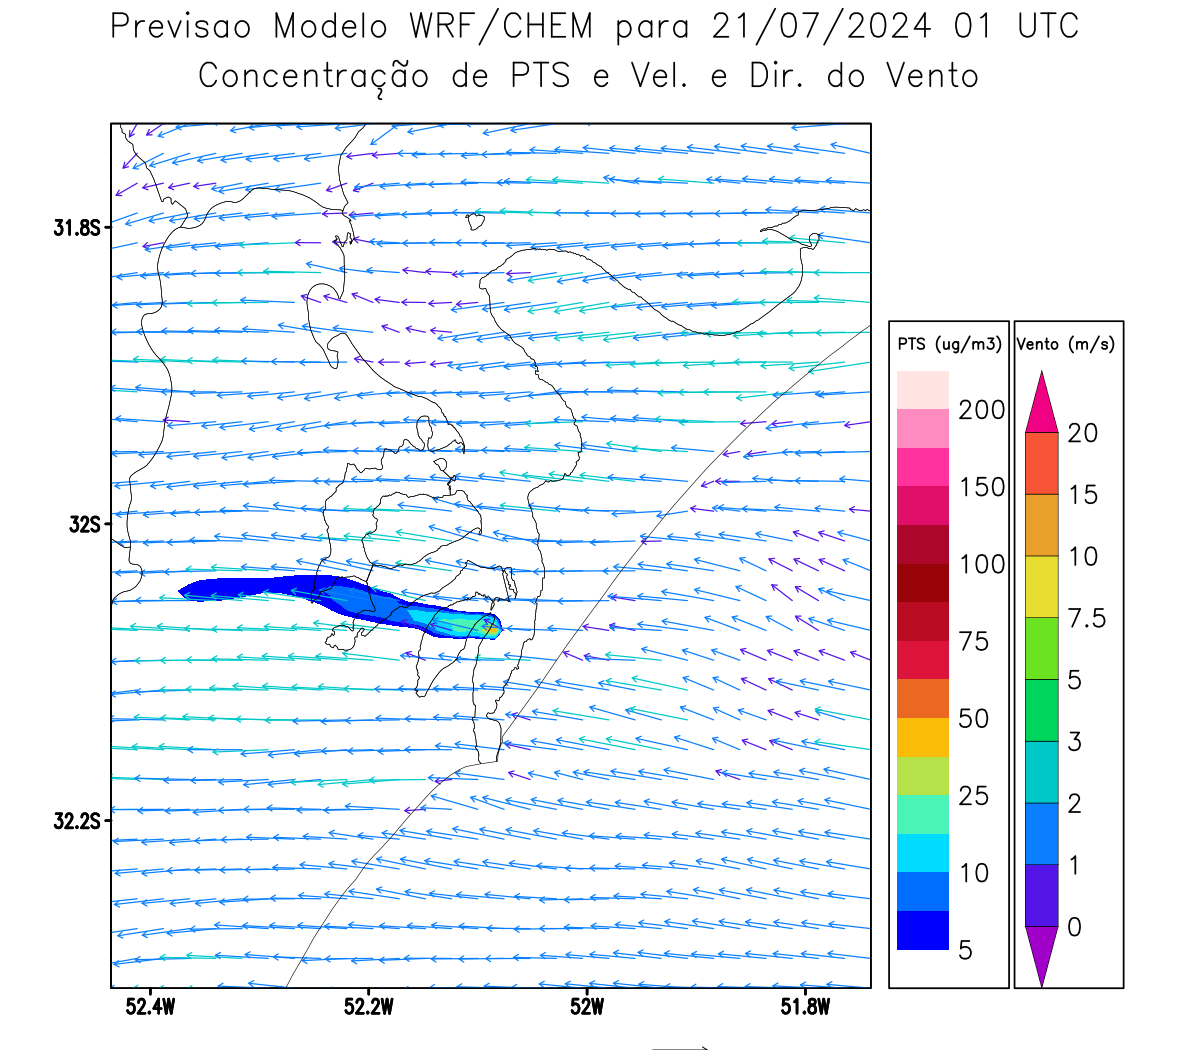 Previsao Modelo WRF/CHEM para 21/07/2024 01 UTC
Concentração de PTS e Vel. e Dir. do Vento
31.8S
32S
32.2S
52.4W
52.2W
52W
51.8W
PTS (ug/m3)
200
150
100
75
50
25
10
5
Vento (m/s)
20
15
10
7.5
5
3
2
1
0